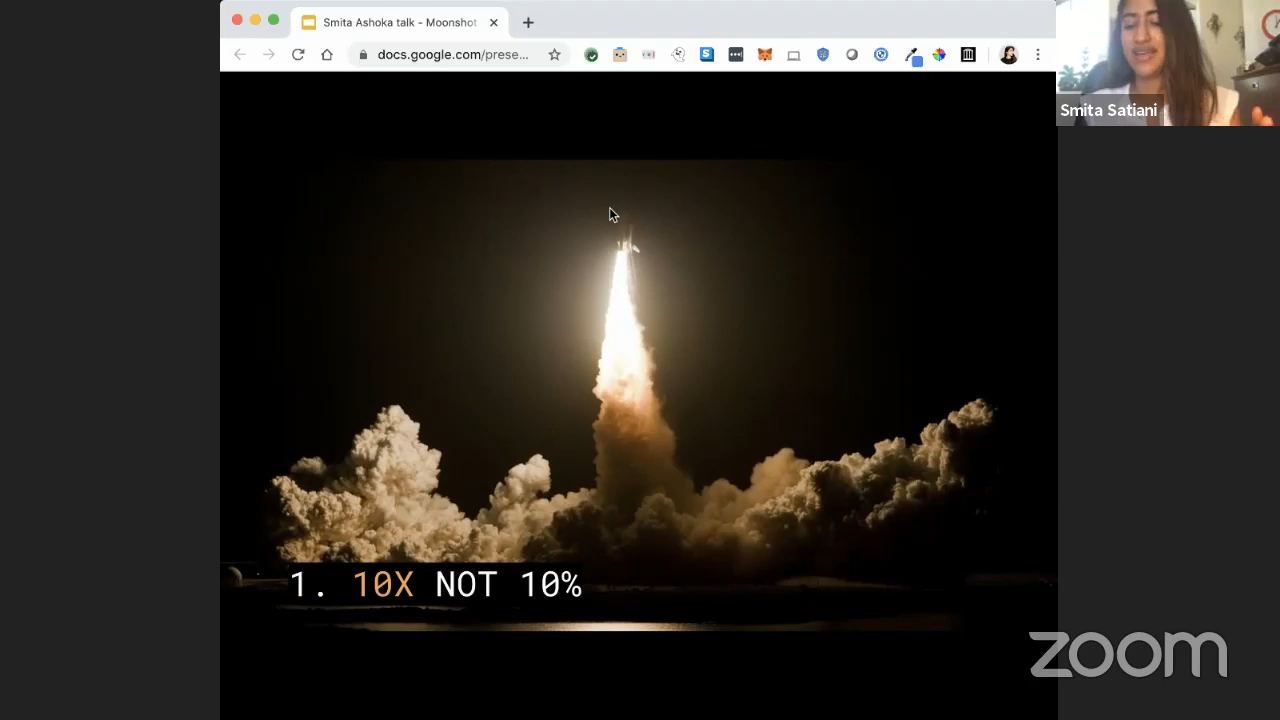 Smita Ashoka talk - Moonshot
docs.google.com/prese...
Smita Satiani
1. 10X NOT 10%
zoom